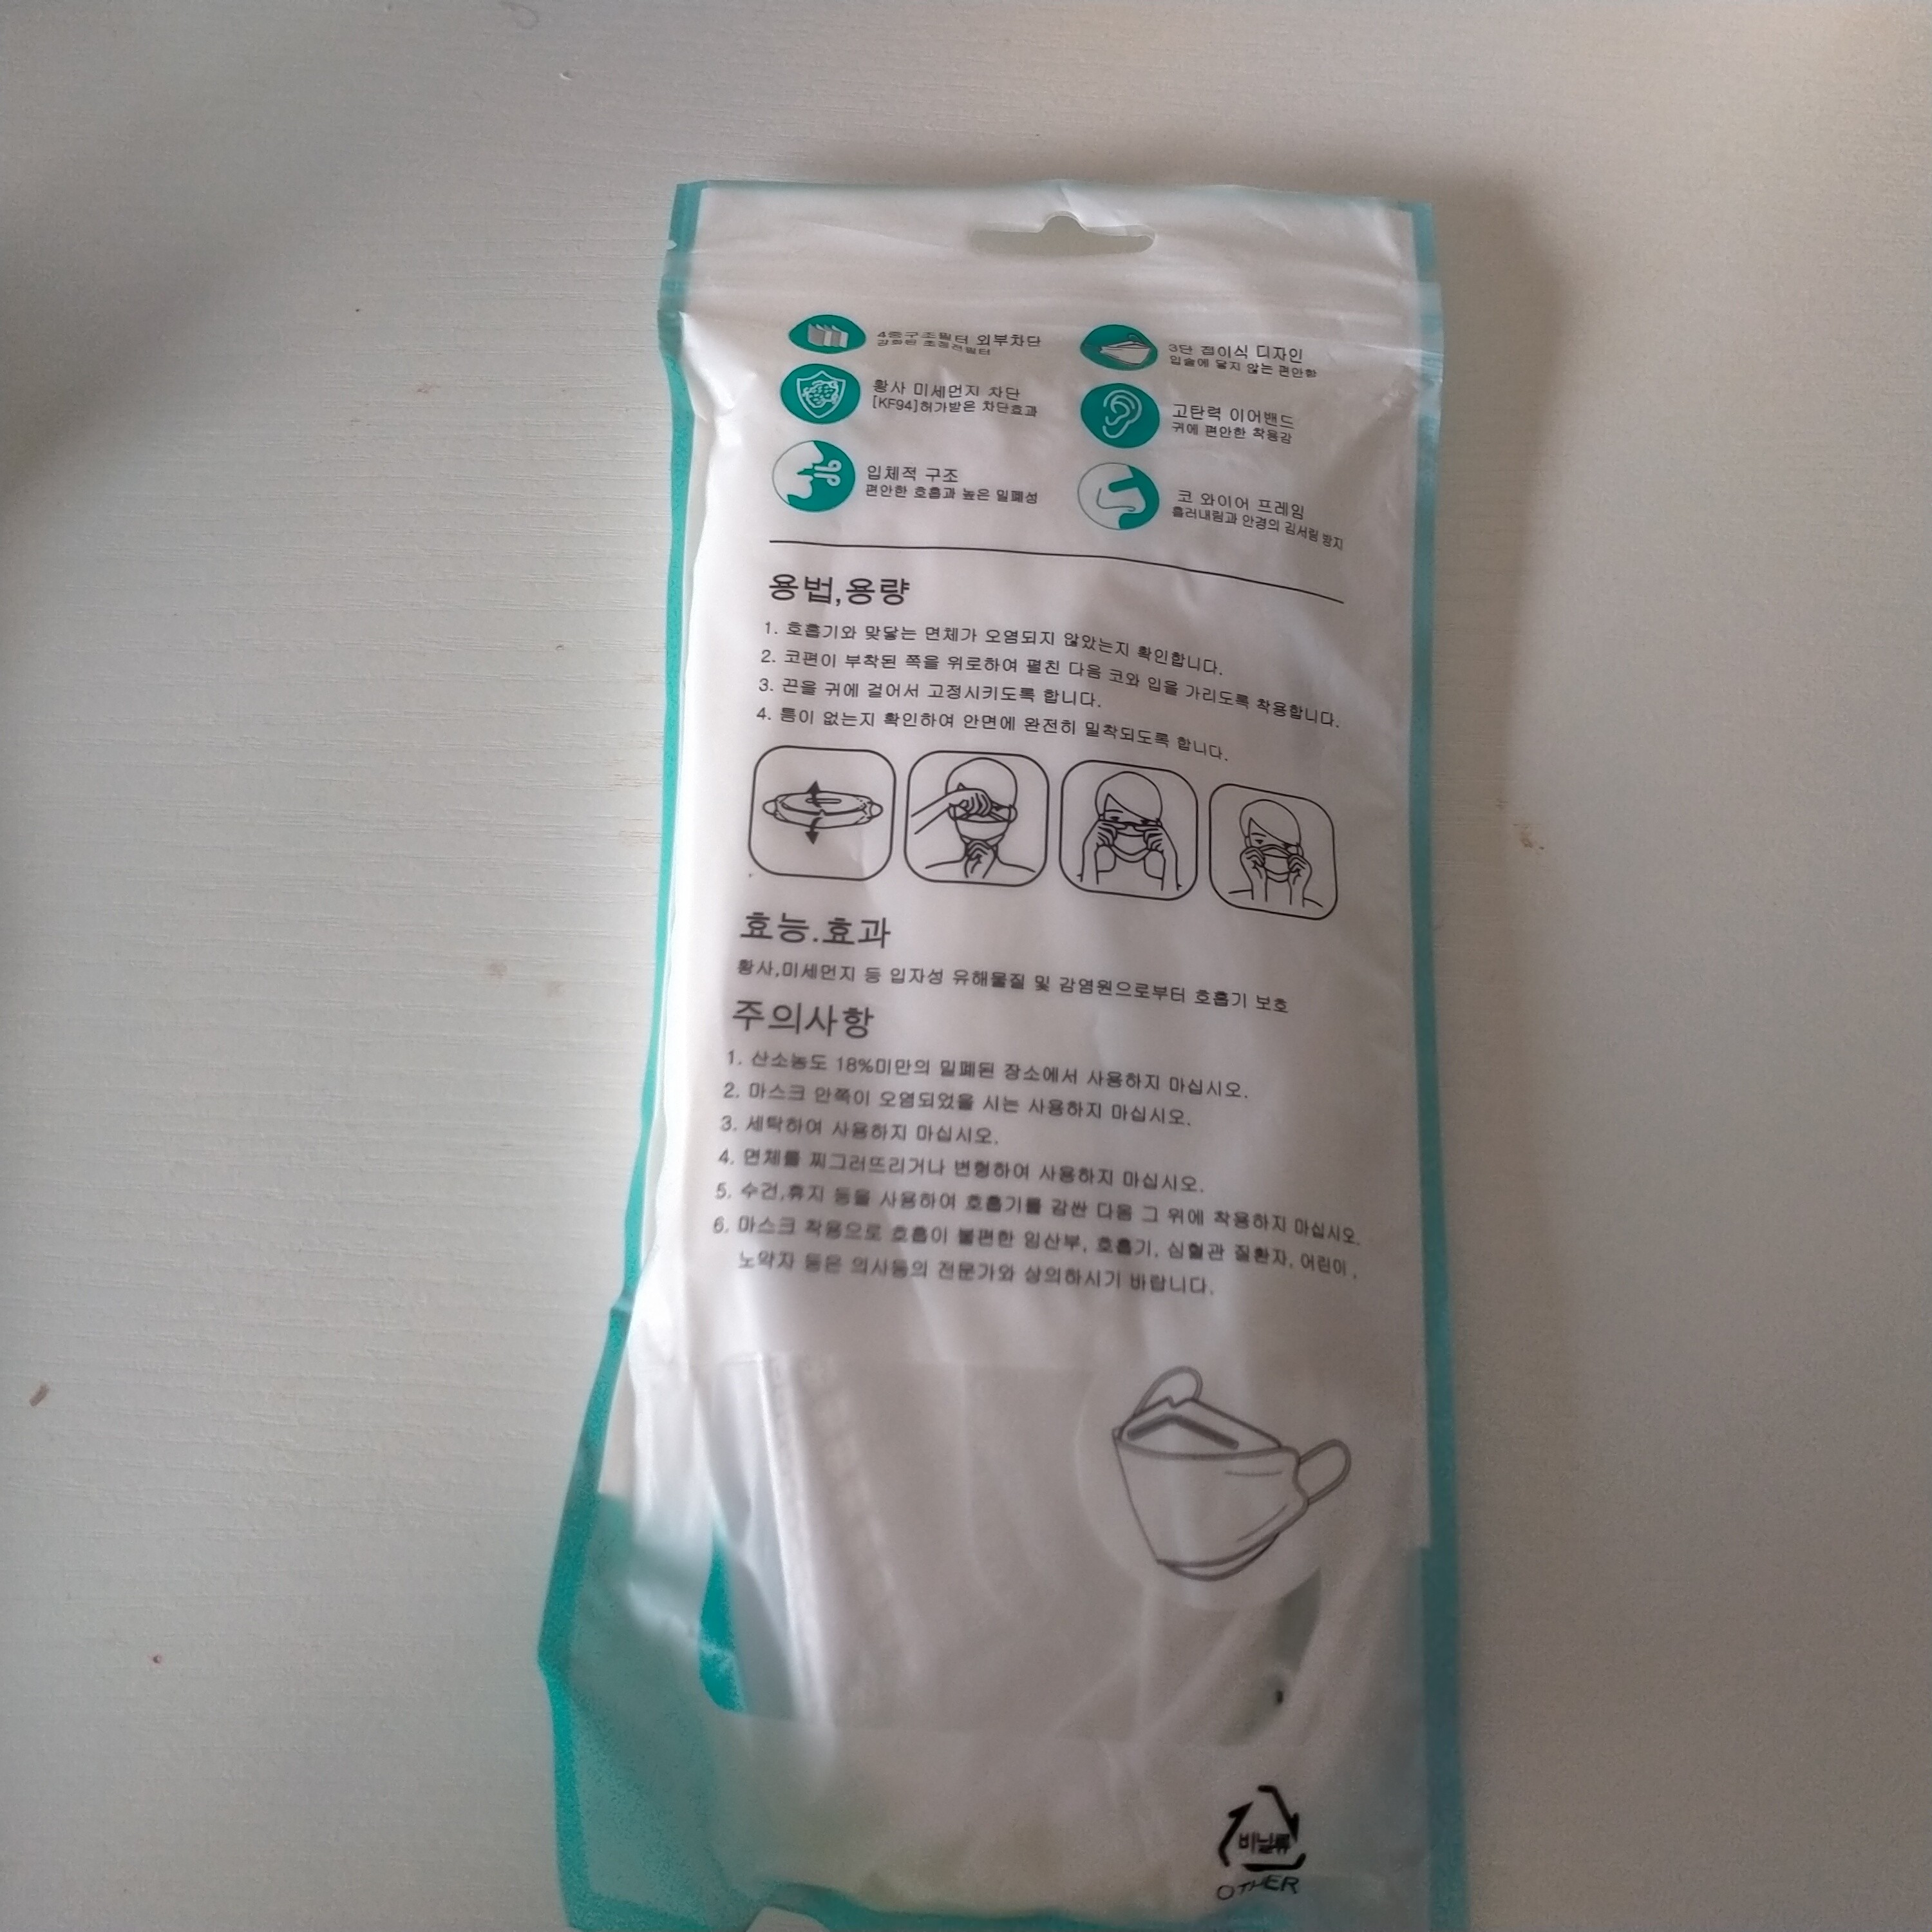 4중구조필터 외부차단
강화된 초정전필터
3단 접이식 디자인
입술에 닿지 않는 편안함
황사 미세먼지 차단
[KF94]허가받은 차단효과
고탄력 이어밴드
귀에 편안한 착용감
입체적 구조
편안한 호흡과 높은 밀폐성
코 와이어 프레임
흘러내림과 안경의 김서림 방지
용법,용량
1. 호흡기와 맞닿는 면체가 오염되지 않았는지 확인합니다.
2. 코편이 부착된 쪽을 위로하여 펼친 다음 코와 입을 가리도록 착용합니다.
3. 끈을 귀에 걸어서 고정시키도록 합니다.
4. 틈이 없는지 확인하여 안면에 완전히 밀착되도록 합니다.
효능.효과
황사,미세먼지 등 입자성 유해물질 및 감염원으로부터 호흡기 보호
주의사항
1. 산소농도 18%미만의 밀폐된 장소에서 사용하지 마십시오.
2. 마스크 안쪽이 오염되었을 시는 사용하지 마십시오.
3. 세탁하여 사용하지 마십시오.
4. 면체를 찌그러뜨리거나 변형하여 사용하지 마십시오.
5. 수건,휴지 등을 사용하여 호흡기를 감싼 다음 그 위에 착용하지 마십시오.
6. 마스크 착용으로 호흡이 불편한 임산부, 호흡기, 심혈관 질환자, 어린이,
노약자 등은 의사등의 전문가와 상의하시기 바랍니다.
비닐류
OTHER